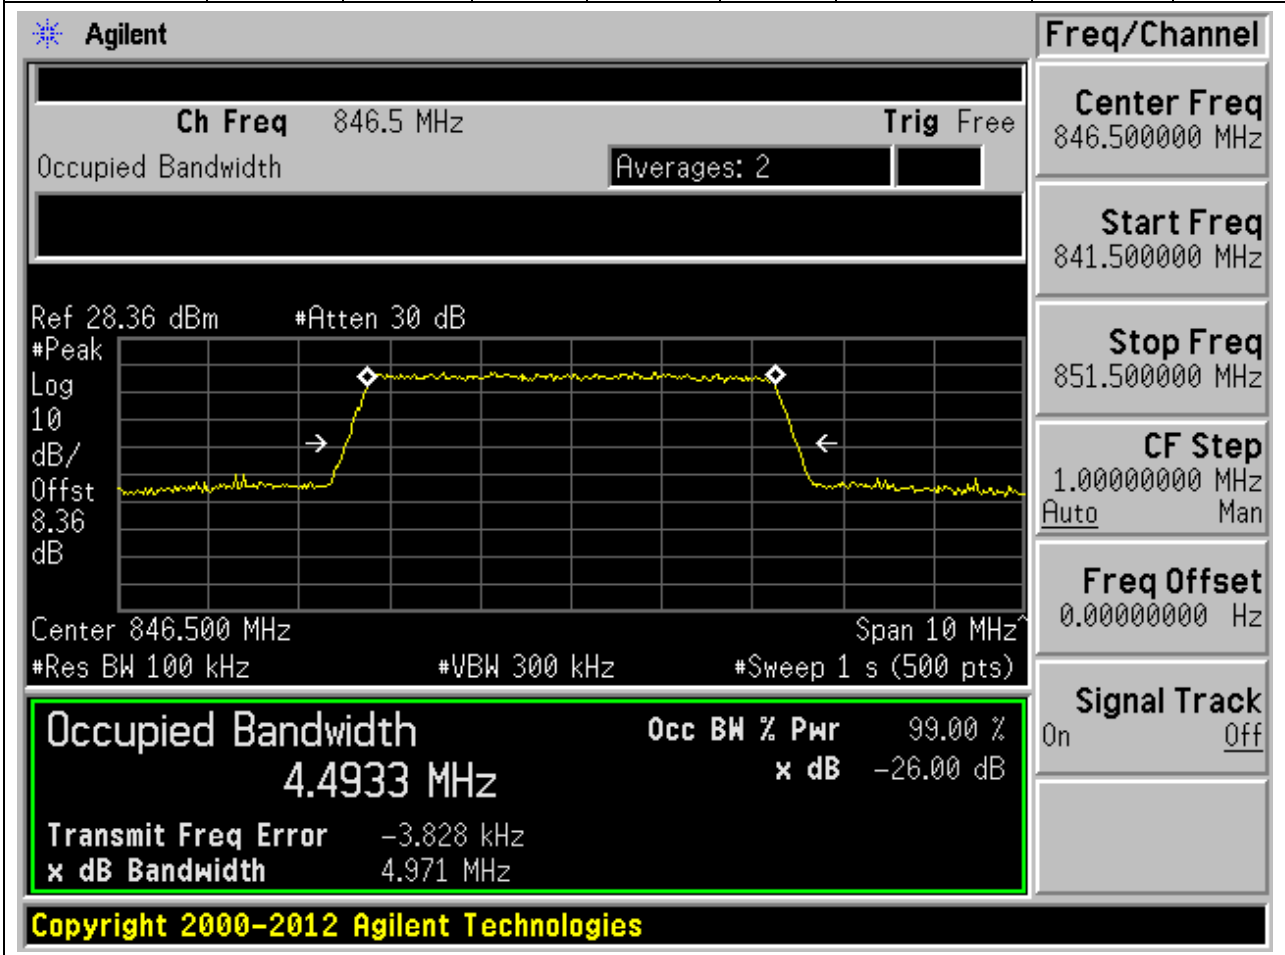 Agilent
Freq/Channel
Ch Freq 846.5 MHz Trig Free
Occupied Bandwidth Averages: 2
Center Freq
846.500000 MHz
Start Freq
841.500000 MHz
Stop Freq
851.500000 MHz
CF Step
1.00000000 MHz
Auto Man
Freq Offset
0.00000000 Hz
Signal Track
On Off
Ref 28.36 dBm #Atten 30 dB
#Peak
Log
10
dB/
Offst
8.36
dB
Center 846.500 MHz Span 10 MHz^
#Res BW 100 kHz #VBW 300 kHz #Sweep 1 s (500 pts)
Occupied Bandwidth Occ BW % Pwr 99.00 %
4.4933 MHz x dB -26.00 dB
Transmit Freq Error -3.828 kHz
x dB Bandwidth 4.971 MHz
Copyright 2000-2012 Agilent Technologies